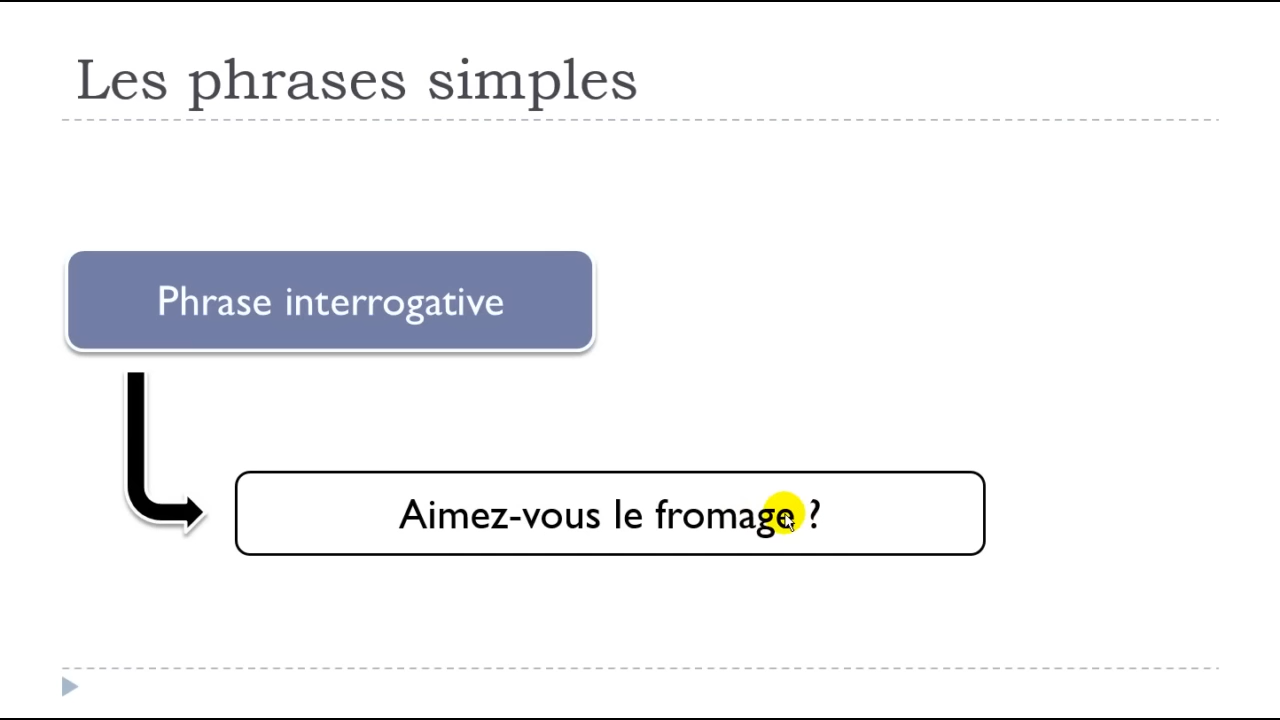 Les phrases simples
Phrase interrogative
Aimez-vous le fromage ?